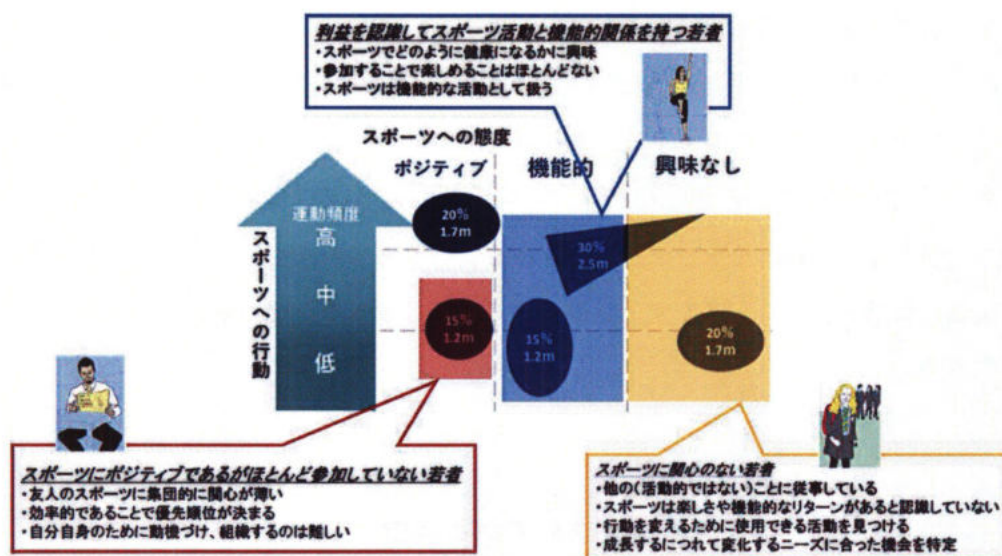 利益を認識してスポーツ活動と機能的関係を持つ若者
・スポーツでどのように健康になるかに興味
・参加することで楽しめることはほとんどない
・スポーツは機能的な活動として扱う
スポーツへの態度
ポジティブ
機能的
興味なし
運動頻度
高
中
低
スポーツへの行動
20%
1.7m
30%
2.5m
15%
1.2m
15%
1.2m
20%
1.7m
スポーツにポジティブであるがほとんど参加していない若者
・友人のスポーツに集団的に関心が薄い
・効率的であることで優先順位が決まる
・自分自身のために動機づけ、組織するのは難しい
スポーツに関心のない若者
・他の(活動的ではない)ことに従事している
・スポーツは楽しさや機能的なリターンがあると認識していない
・行動を変えるために使用できる活動を見つける
・成長するにつれて変化するニーズに合った機会を特定